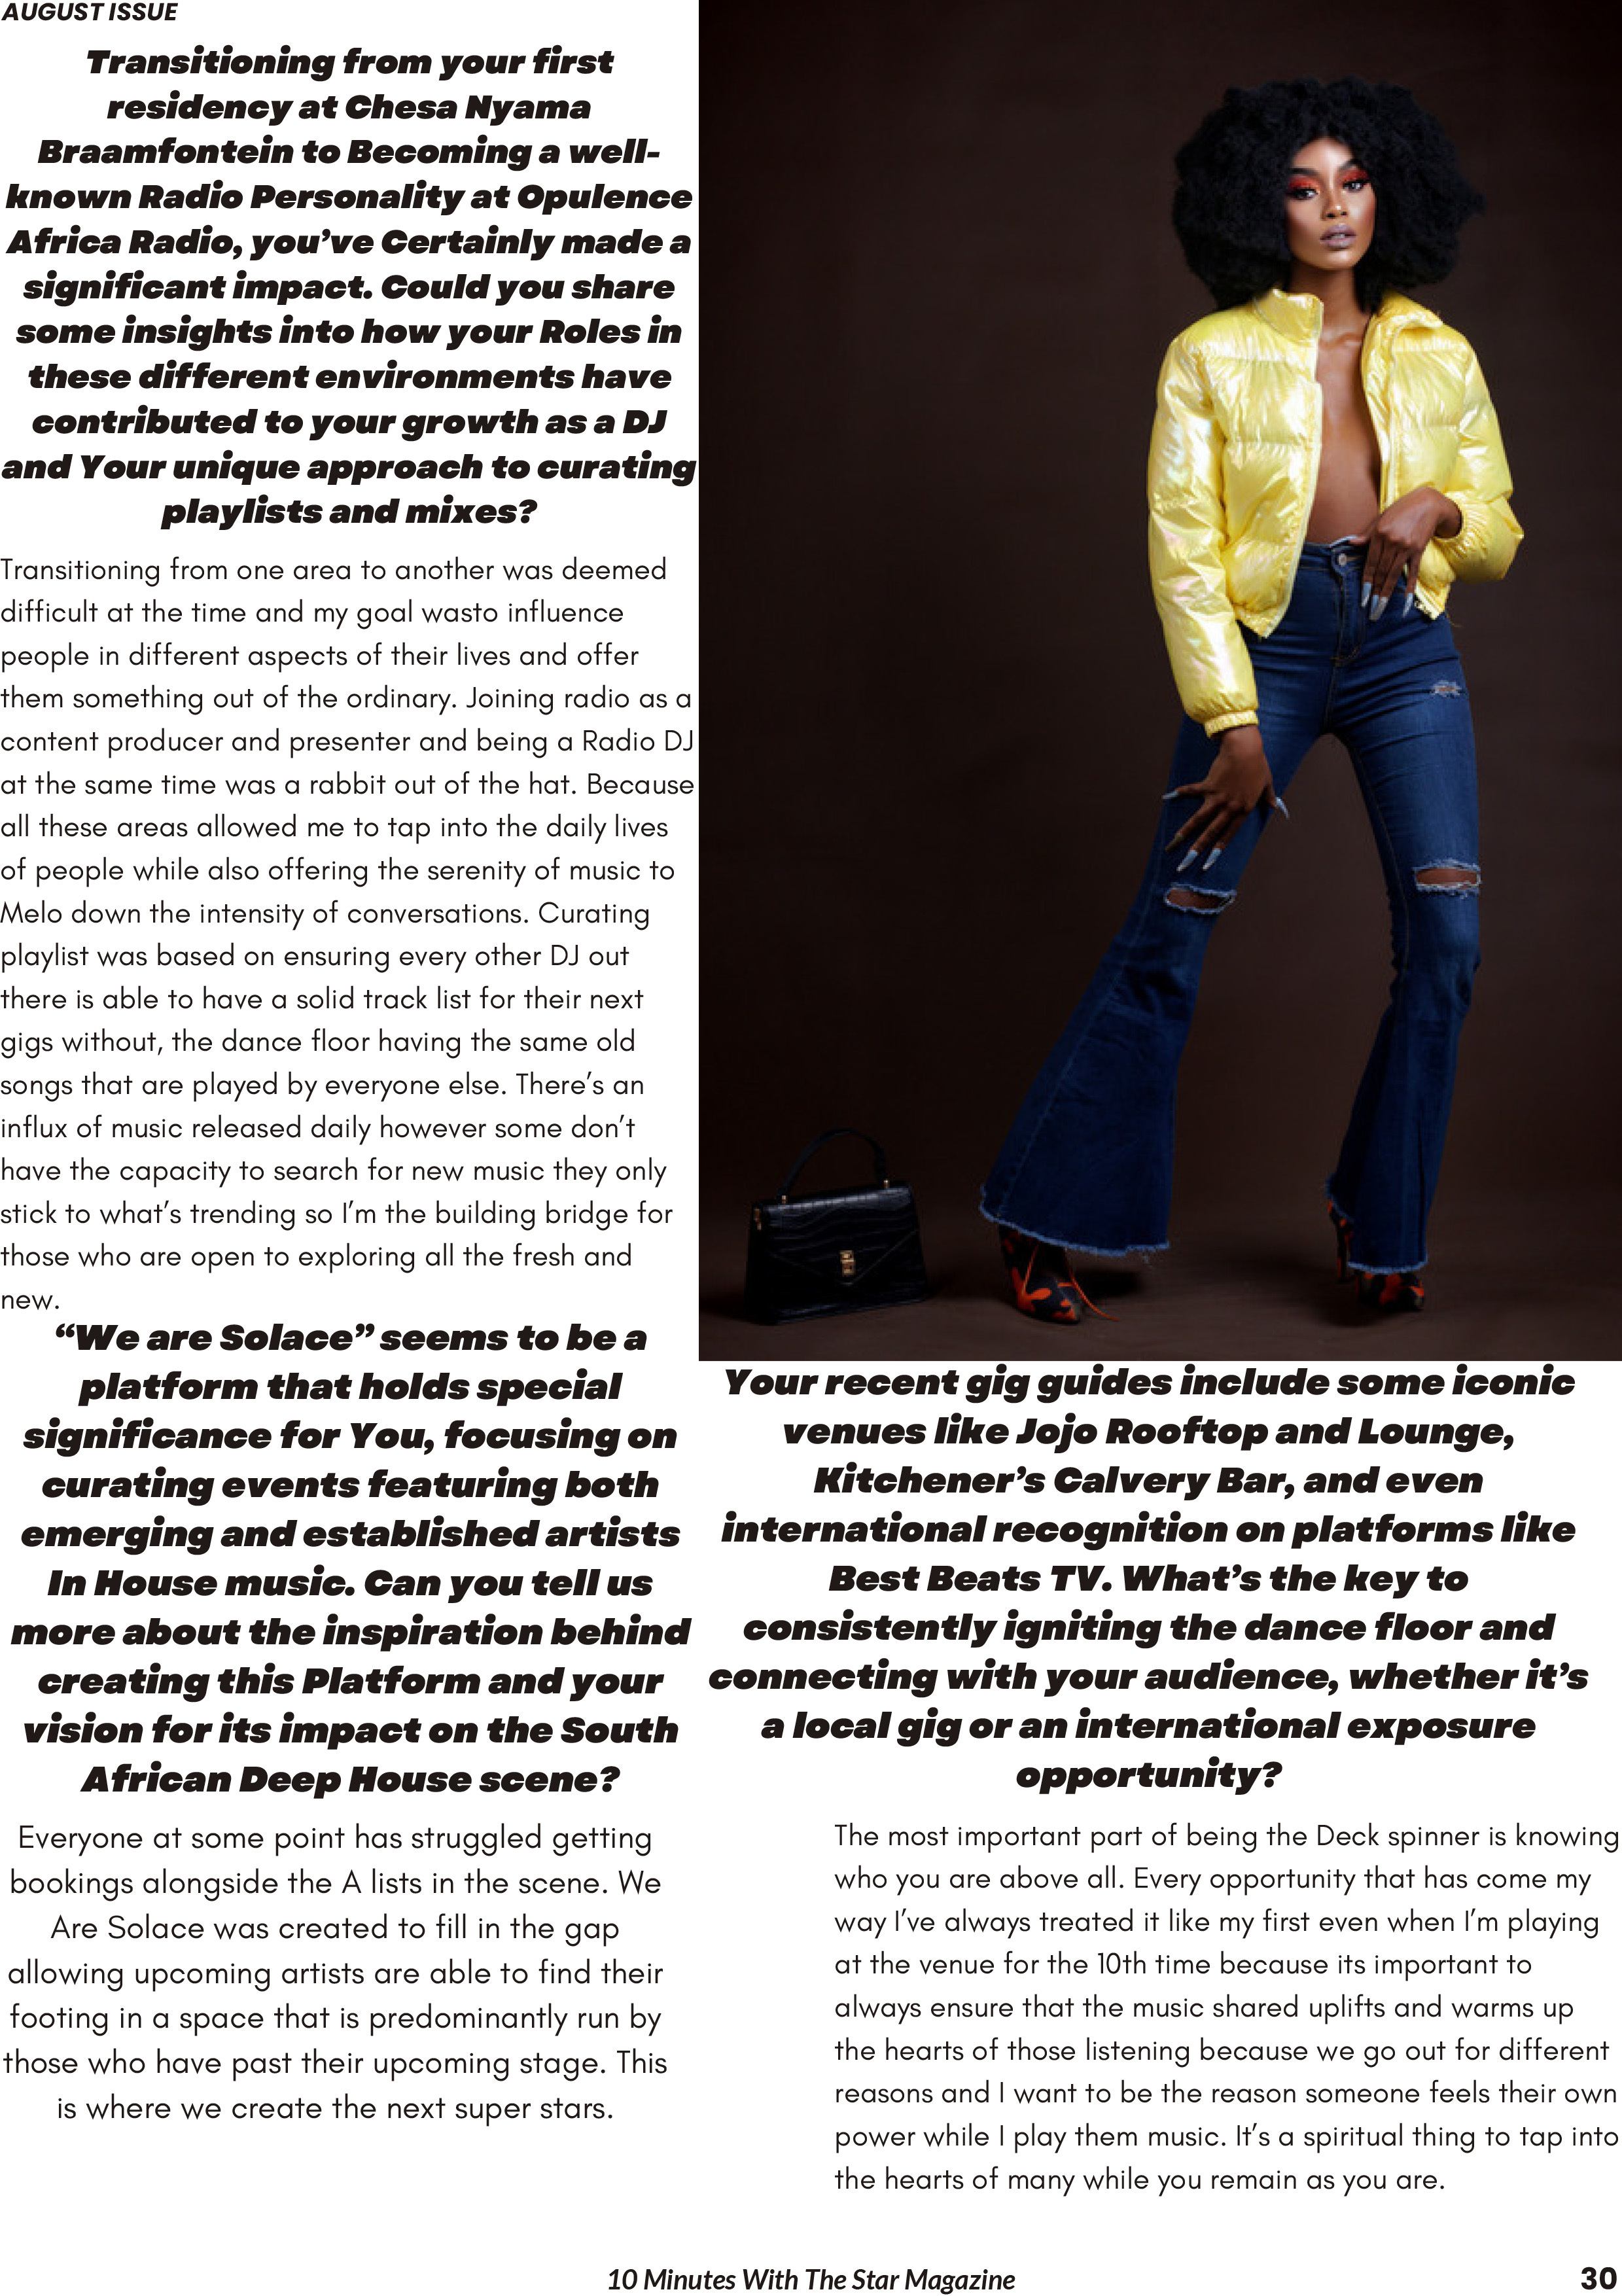 AUGUST ISSUE
Transitioning from your first
residency at Chesa Nyama
Braamfontein to Becoming a well-
known Radio Personality at Opulence
Africa Radio, you’ve Certainly made a
significant impact. Could you share
some insights into how your Roles in
these different environments have
contributed to your growth as a DJ
and Your unique approach to curating
playlists and mixes?
Transitioning from one area to another was deemed
difficult at the time and my goal wasto influence
people in different aspects of their lives and offer
them something out of the ordinary. Joining radio as a
content producer and presenter and being a Radio DJ
at the same time was a rabbit out of the hat. Because
all these areas allowed me to tap into the daily lives
of people while also offering the serenity of music to
Melo down the intensity of conversations. Curating
playlist was based on ensuring every other DJ out
there is able to have a solid track list for their next
gigs without, the dance floor having the same old
songs that are played by everyone else. There’s an
influx of music released daily however some don’t
have the capacity to search for new music they only
stick to what’s trending so I’m the building bridge for
those who are open to exploring all the fresh and
new.
“We are Solace” seems to be a
platform that holds special
significance for You, focusing on
curating events featuring both
emerging and established artists
In House music. Can you tell us
more about the inspiration behind
creating this Platform and your
vision for its impact on the South
African Deep House scene?
Everyone at some point has struggled getting
bookings alongside the A lists in the scene. We
Are Solace was created to fill in the gap
allowing upcoming artists are able to find their
footing in a space that is predominantly run by
those who have past their upcoming stage. This
is where we create the next super stars.
Your recent gig guides include some iconic
venues like Jojo Rooftop and Lounge,
Kitchener’s Calvery Bar, and even
international recognition on platforms like
Best Beats TV. What’s the key to
consistently igniting the dance floor and
connecting with your audience, whether it’s
a local gig or an international exposure
opportunity?
The most important part of being the Deck spinner is knowing
who you are above all. Every opportunity that has come my
way I’ve always treated it like my first even when I’m playing
at the venue for the 10th time because its important to
always ensure that the music shared uplifts and warms up
the hearts of those listening because we go out for different
reasons and I want to be the reason someone feels their own
power while I play them music. It’s a spiritual thing to tap into
the hearts of many while you remain as you are.
10 Minutes With The Star Magazine
30